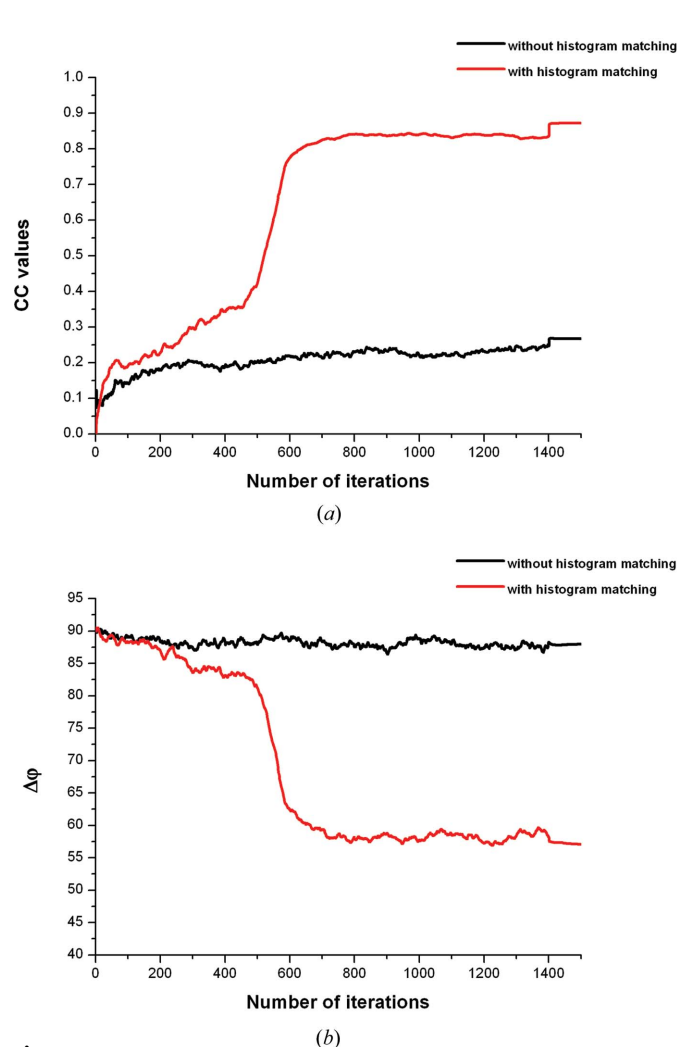 without histogram matching
with histogram matching
1.0
0.9
0.8
0.7
0.6
0.5
0.4
0.3
0.2
0.1
0.0
CC values
0 200 400 600 800 1000 1200 1400
Number of iterations
(a)
without histogram matching
with histogram matching
95
90
85
80
75
70
65
60
55
50
45
40
Δφ
0 200 400 600 800 1000 1200 1400
Number of iterations
(b)